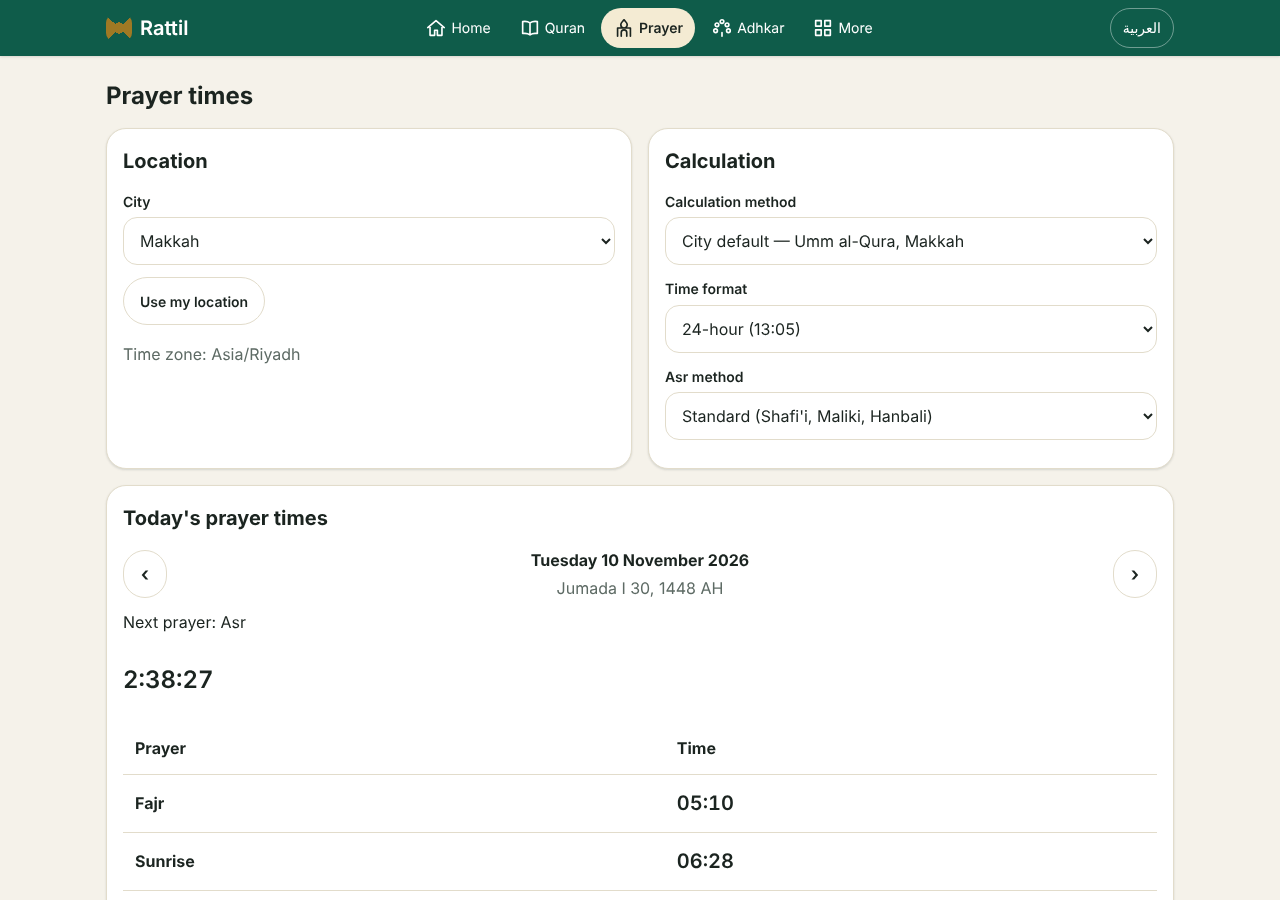 Rattil
Home
Quran
Prayer
Adhkar
More
العربية
Prayer times
Location
City
Makkah
Use my location
Time zone: Asia/Riyadh
Calculation
Calculation method
City default — Umm al-Qura, Makkah
Time format
24-hour (13:05)
Asr method
Standard (Shafi'i, Maliki, Hanbali)
Today's prayer times
‹
Tuesday 10 November 2026
Jumada I 30, 1448 AH
›
Next prayer: Asr
2:38:27
Prayer Time
Fajr 05:10
Sunrise 06:28